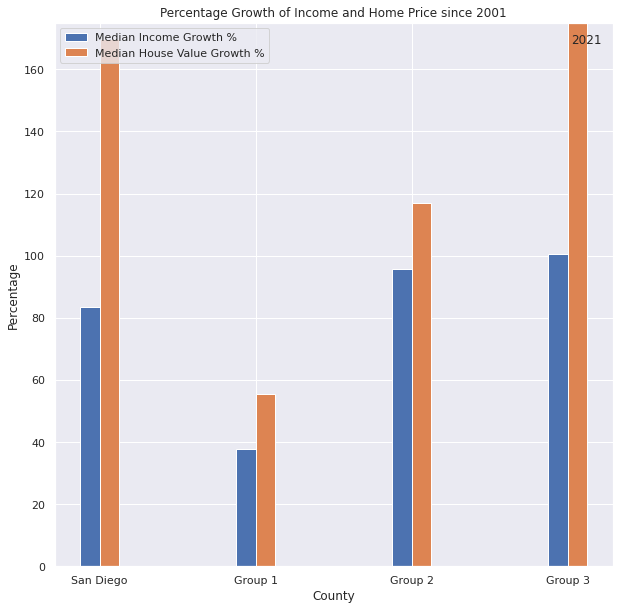 Percentage Growth of Income and Home Price since 2001
Median Income Growth %
Median House Value Growth %
2021
160
140
120
100
80
60
40
20
0
Percentage
San Diego Group 1 Group 2 Group 3
County